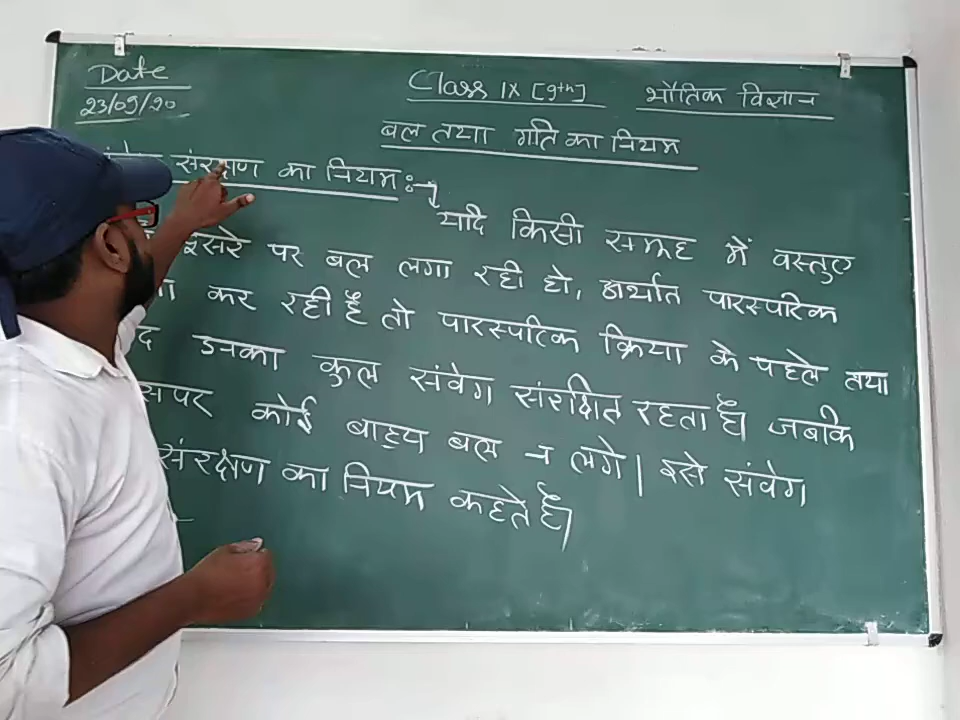 Date
23/09/20
Class IX [9th]
भौतिक विज्ञान
बल तथा गति का नियम
संरक्षण का नियम :→
यदि किसी समूह में वस्तुए
दूसरे पर बल लगा रही हो, अर्थात पारस्परिक
कर रही है तो पारस्परिक क्रिया के पहले तथा
उनका कुल संवेग संरक्षित रहता है। जबकि
सपर कोई बाह्य बल न लगे। इसे संवेग
संरक्षण का नियम कहते है।